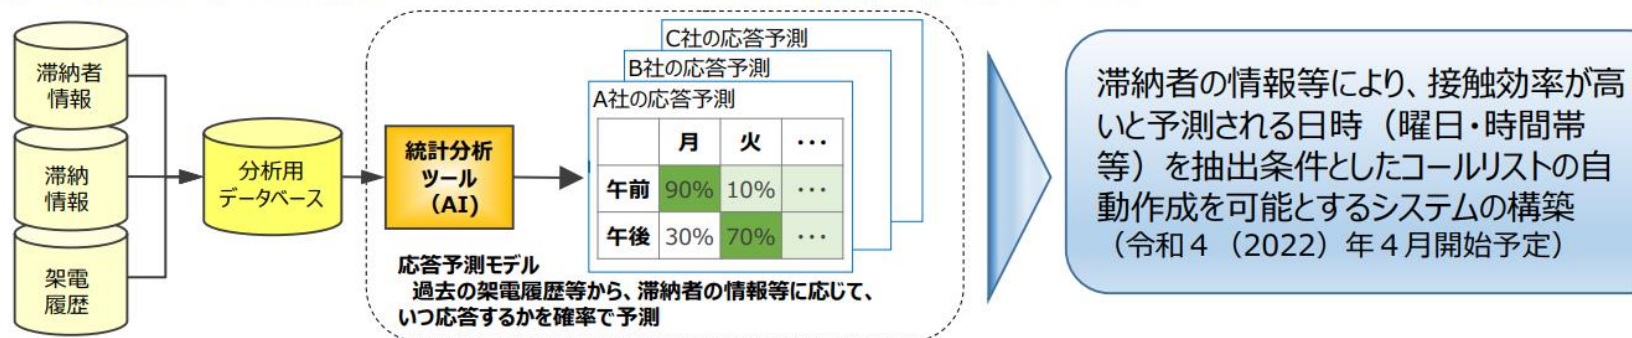 滞納者
情報
滞納
情報
架電
履歴
分析用
データベース
統計分析
ツール
（AI）
C社の応答予測
B社の応答予測
A社の応答予測
月 火 ･･･
午前 90% 10% ･･･
午後 30% 70% ･･･
応答予測モデル
過去の架電履歴等から、滞納者の情報等に応じて、
いつ応答するかを確率で予測
滞納者の情報等により、接触効率が高
いと予測される日時（曜日・時間帯
等）を抽出条件としたコールリストの自
動作成を可能とするシステムの構築
（令和４（2022）年４月開始予定）